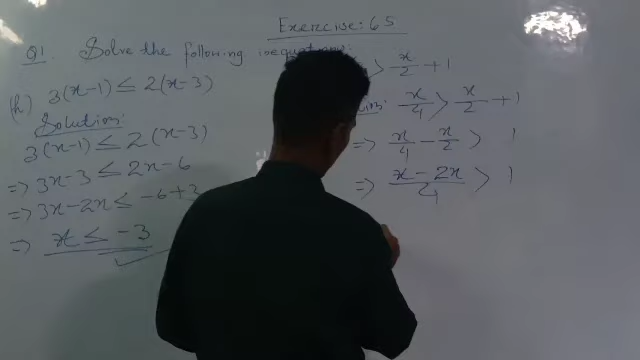 Exercise: 6.5
Q1. Solve the following inequations:
(h) 3(x-1) ≤ 2(x-3)
Solution:
3(x-1) ≤ 2(x-3)
⇒ 3x-3 ≤ 2x-6
⇒ 3x-2x ≤ -6+3
⇒ x ≤ -3
> x/2 + 1
x/4 > x/2 + 1
⇒ x/4 - x/2 > 1
⇒ (x - 2x)/4 > 1